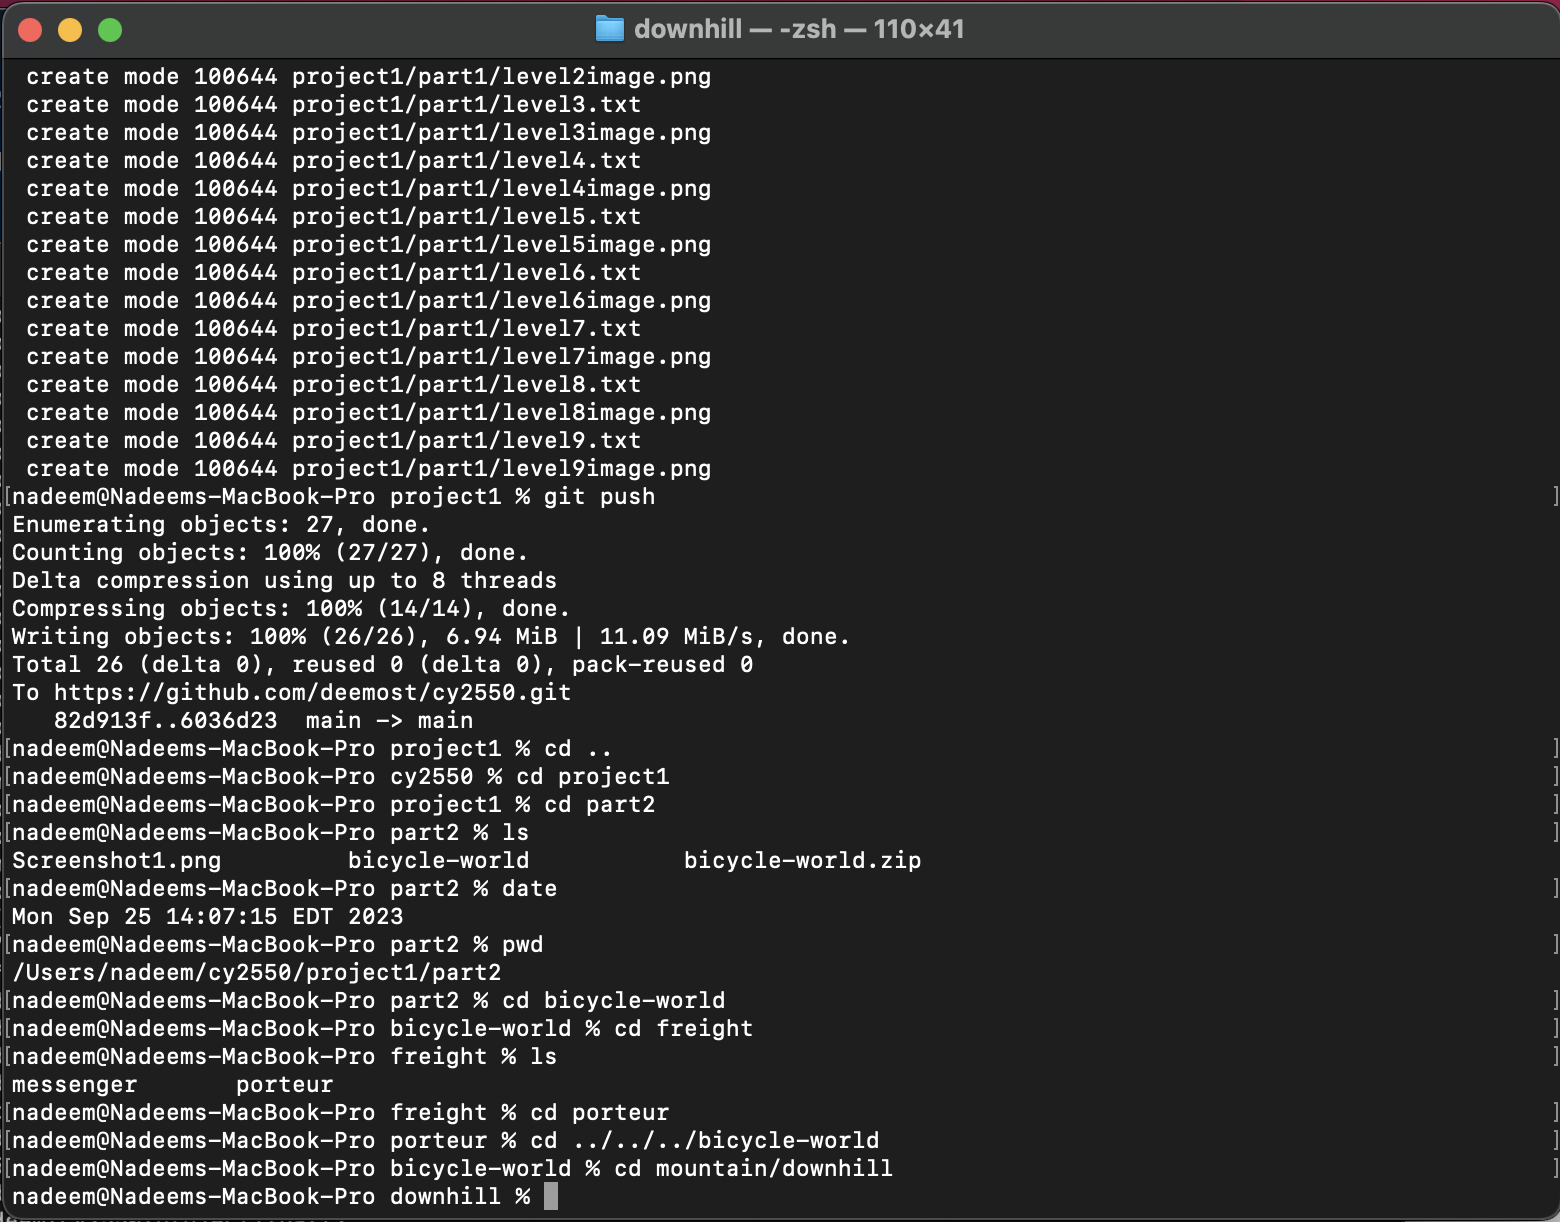 downhill — -zsh — 110×41
create mode 100644 project1/part1/level2image.png
create mode 100644 project1/part1/level3.txt
create mode 100644 project1/part1/level3image.png
create mode 100644 project1/part1/level4.txt
create mode 100644 project1/part1/level4image.png
create mode 100644 project1/part1/level5.txt
create mode 100644 project1/part1/level5image.png
create mode 100644 project1/part1/level6.txt
create mode 100644 project1/part1/level6image.png
create mode 100644 project1/part1/level7.txt
create mode 100644 project1/part1/level7image.png
create mode 100644 project1/part1/level8.txt
create mode 100644 project1/part1/level8image.png
create mode 100644 project1/part1/level9.txt
create mode 100644 project1/part1/level9image.png
[nadeem@Nadeems-MacBook-Pro project1 % git push ]
Enumerating objects: 27, done.
Counting objects: 100% (27/27), done.
Delta compression using up to 8 threads
Compressing objects: 100% (14/14), done.
Writing objects: 100% (26/26), 6.94 MiB | 11.09 MiB/s, done.
Total 26 (delta 0), reused 0 (delta 0), pack-reused 0
To https://github.com/deemost/cy2550.git
82d913f..6036d23 main -> main
[nadeem@Nadeems-MacBook-Pro project1 % cd .. ]
[nadeem@Nadeems-MacBook-Pro cy2550 % cd project1 ]
[nadeem@Nadeems-MacBook-Pro project1 % cd part2 ]
[nadeem@Nadeems-MacBook-Pro part2 % ls ]
Screenshot1.png bicycle-world bicycle-world.zip
[nadeem@Nadeems-MacBook-Pro part2 % date ]
Mon Sep 25 14:07:15 EDT 2023
[nadeem@Nadeems-MacBook-Pro part2 % pwd ]
/Users/nadeem/cy2550/project1/part2
[nadeem@Nadeems-MacBook-Pro part2 % cd bicycle-world ]
[nadeem@Nadeems-MacBook-Pro bicycle-world % cd freight ]
[nadeem@Nadeems-MacBook-Pro freight % ls ]
messenger porteur
[nadeem@Nadeems-MacBook-Pro freight % cd porteur ]
[nadeem@Nadeems-MacBook-Pro porteur % cd ../../../bicycle-world ]
[nadeem@Nadeems-MacBook-Pro bicycle-world % cd mountain/downhill ]
nadeem@Nadeems-MacBook-Pro downhill %